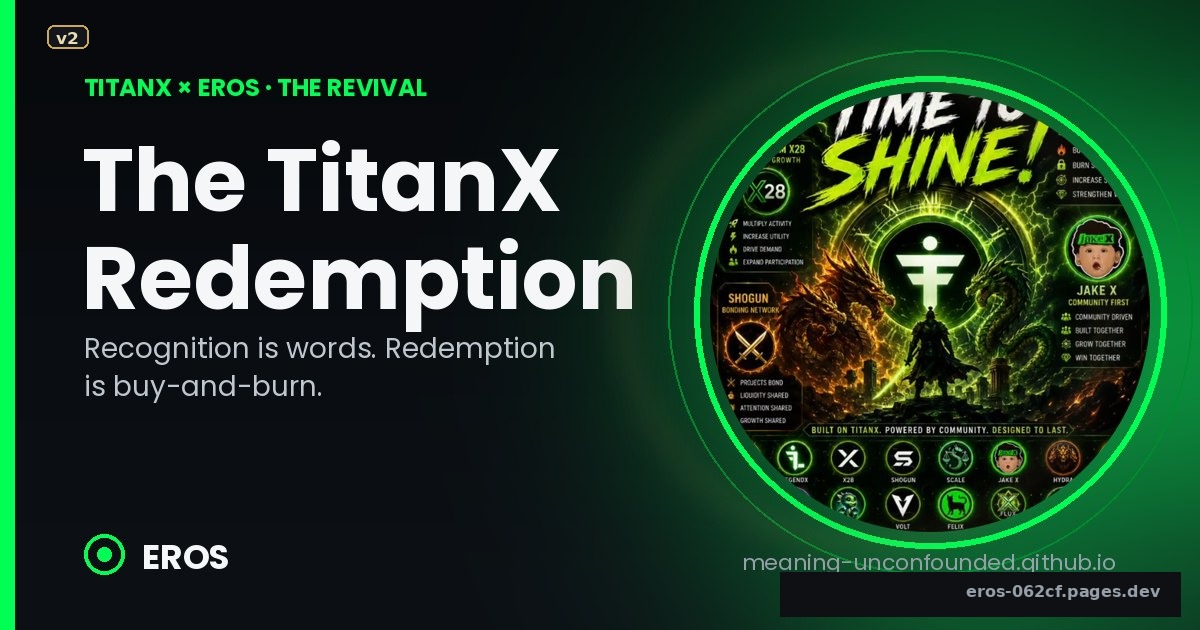 v2
TITANX × EROS · THE REVIVAL
The TitanX
Redemption
Recognition is words. Redemption
is buy-and-burn.
EROS
TIME TO
SHINE!
X28
GROWTH
X28
MULTIPLY ACTIVITY
INCREASE UTILITY
DRIVE DEMAND
EXPAND PARTICIPATION
SHOGUN
BONDING NETWORK
PROJECTS BOND
LIQUIDITY SHARED
ATTENTION SHARED
GROWTH SHARED
BURN
INCREASE
STRENGTHEN
JAKEX
JAKE X
COMMUNITY FIRST
COMMUNITY DRIVEN
BUILT TOGETHER
GROW TOGETHER
WIN TOGETHER
BUILT ON TITANX. POWERED BY COMMUNITY. DESIGNED TO LAST.
X28
SHOGUN
SCALE
JAKE X
HYDRA
VOLT
FELIX
FLUX
meaning-unconfounded.github.io
eros-062cf.pages.dev